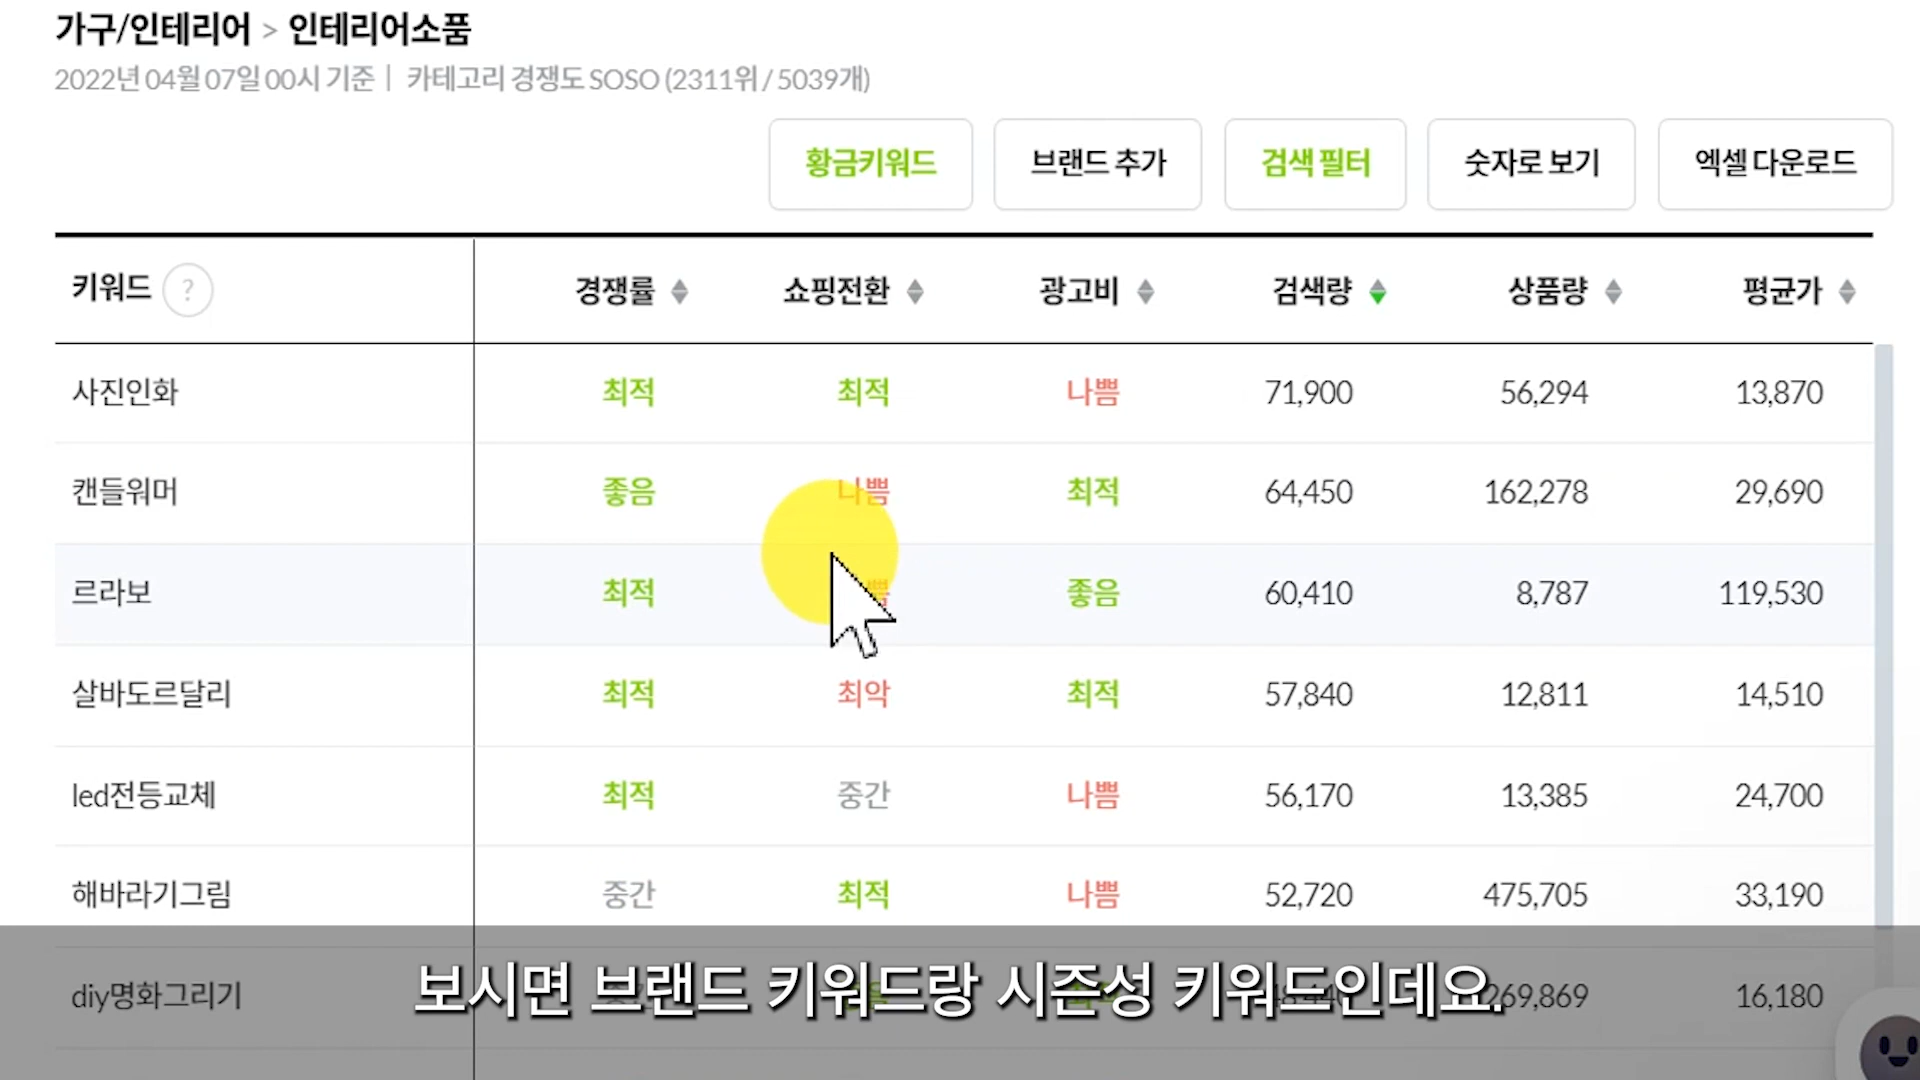 가구/인테리어 > 인테리어소품
2022년 04월 07일 00시 기준 | 카테고리 경쟁도 SOSO (2311위 / 5039개)
황금키워드 브랜드 추가 검색 필터 숫자로 보기 엑셀 다운로드
키워드 ? 경쟁률 쇼핑전환 광고비 검색량 상품량 평균가
사진인화 최적 최적 나쁨 71,900 56,294 13,870
캔들워머 좋음 나쁨 최적 64,450 162,278 29,690
르라보 최적 좋음 60,410 8,787 119,530
살바도르달리 최적 최악 최적 57,840 12,811 14,510
led전등교체 최적 중간 나쁨 56,170 13,385 24,700
해바라기그림 중간 최적 나쁨 52,720 475,705 33,190
diy명화그리기 269,869 16,180
보시면 브랜드 키워드랑 시즌성 키워드인데요.